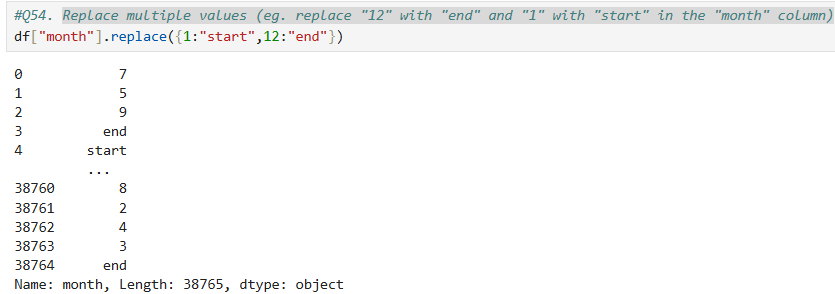 #Q54. Replace multiple values (eg. replace "12" with "end" and "1" with "start" in the "month" column)
df["month"].replace({1:"start",12:"end"})
0 7
1 5
2 9
3 end
4 start
...
38760 8
38761 2
38762 4
38763 3
38764 end
Name: month, Length: 38765, dtype: object